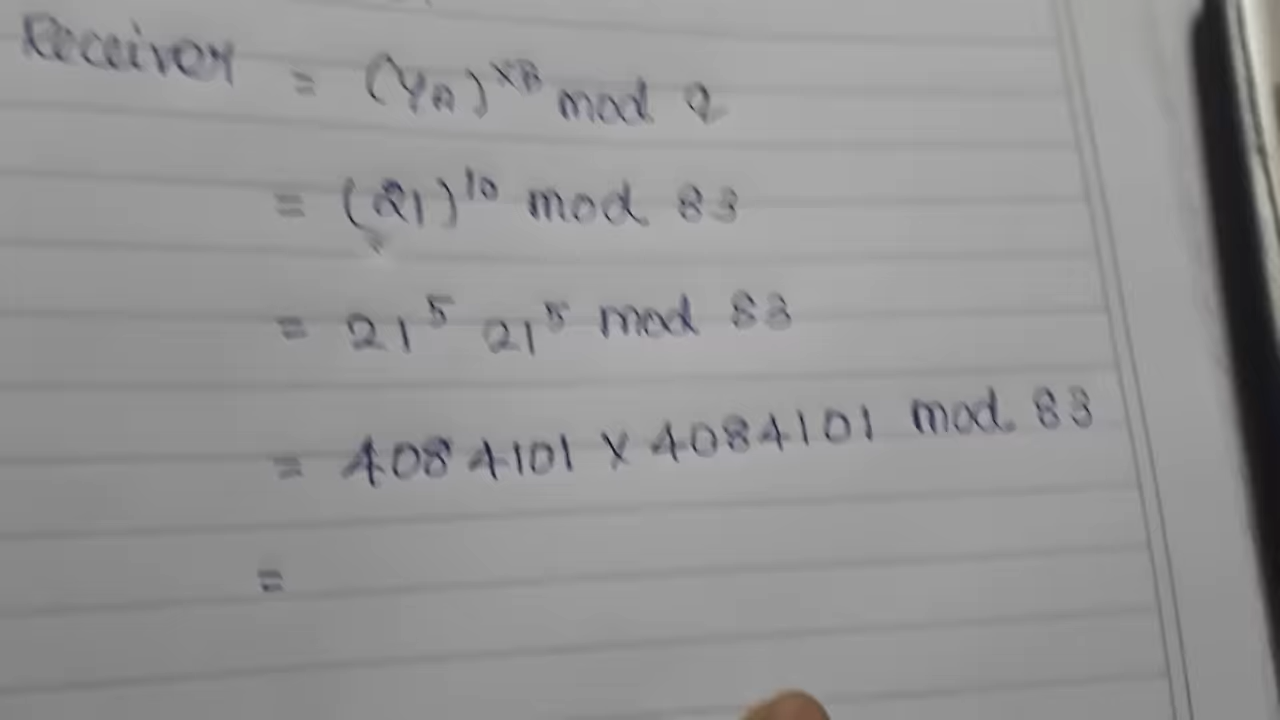 Receiver = (YA)^XB mod q
= (21)^10 mod 83
= 21^5 21^5 mod 83
= 4084101 x 4084101 mod. 83
=